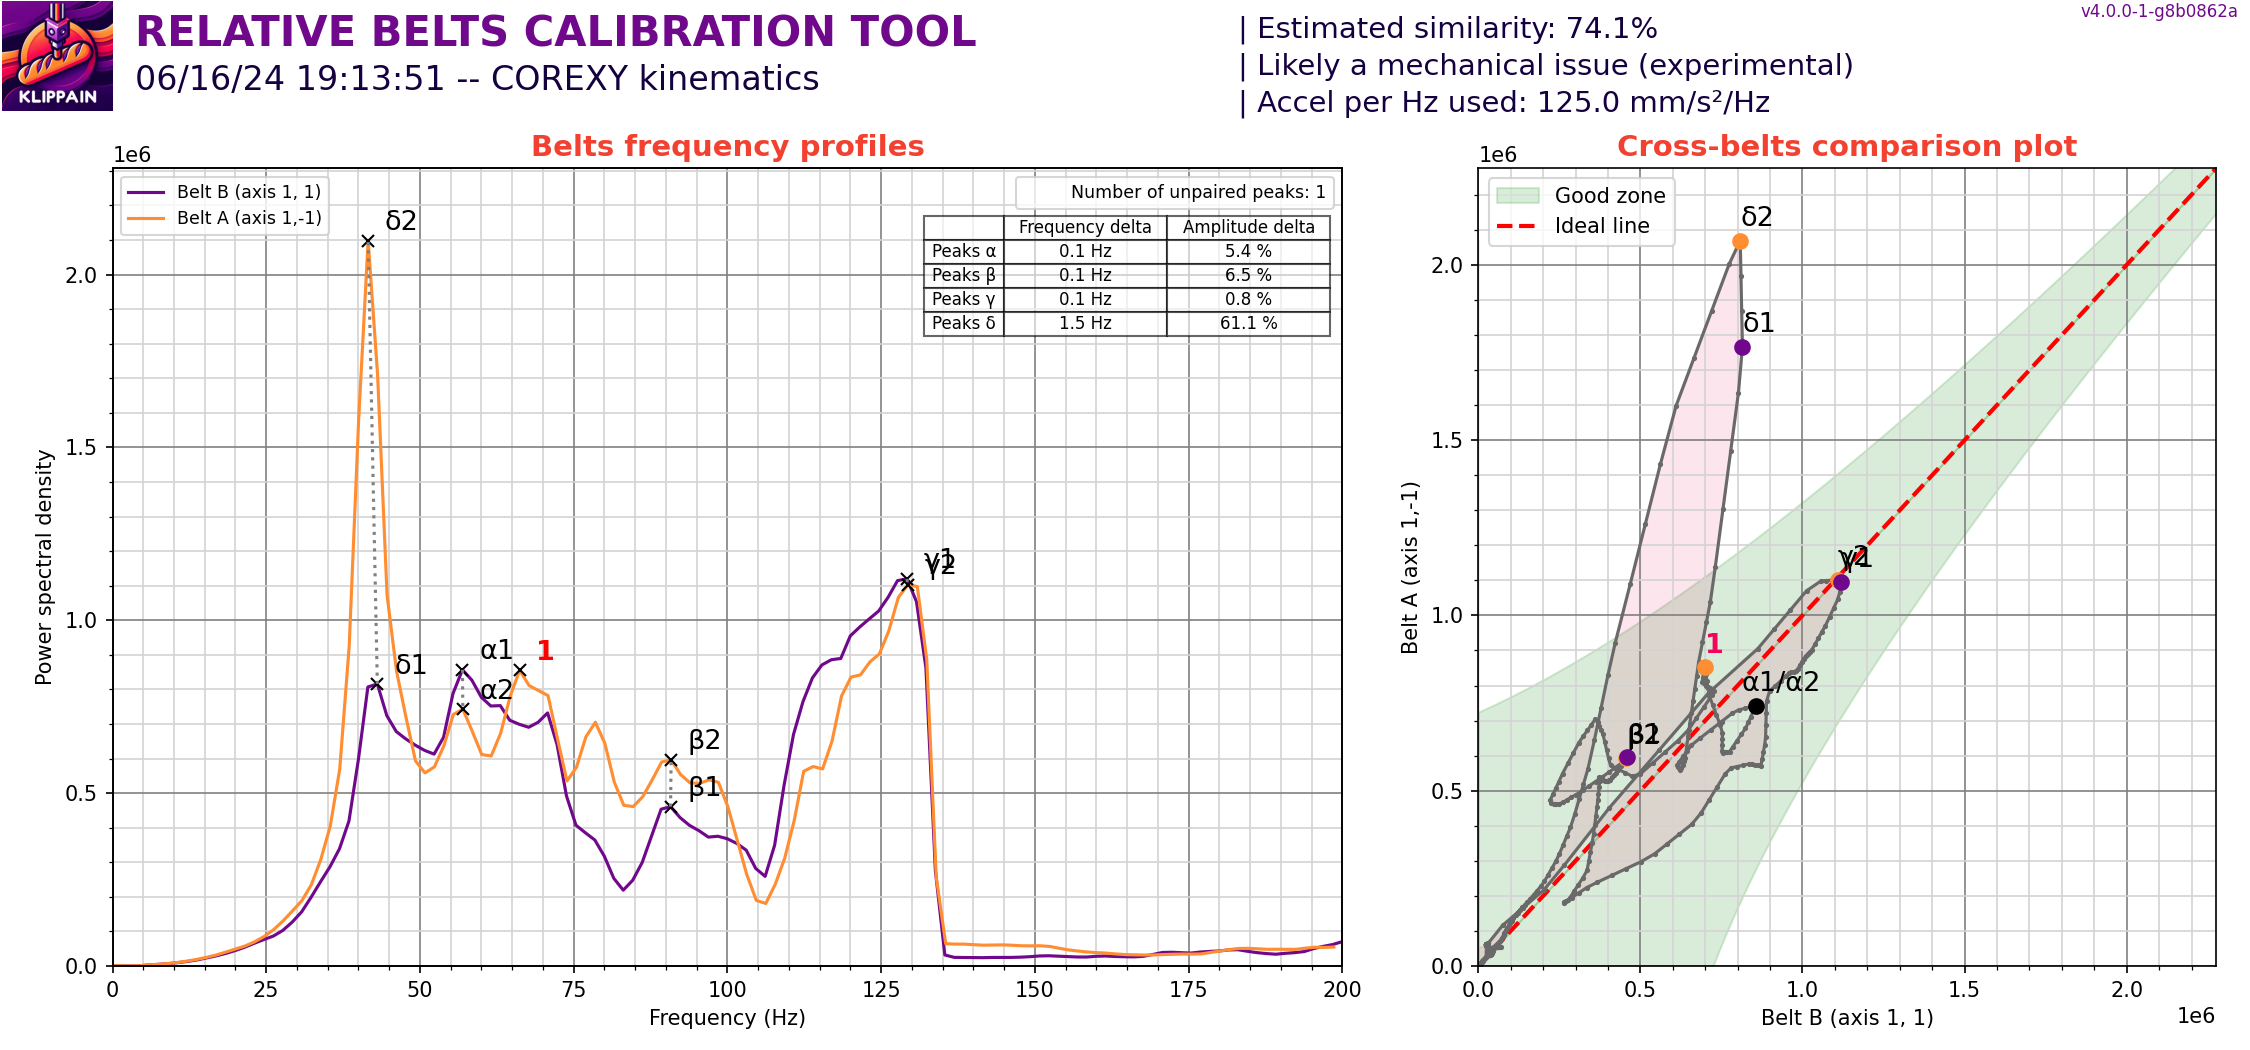 KLIPPAIN
RELATIVE BELTS CALIBRATION TOOL
06/16/24 19:13:51 -- COREXY kinematics
| Estimated similarity: 74.1%
| Likely a mechanical issue (experimental)
| Accel per Hz used: 125.0 mm/s²/Hz
v4.0.0-1-g8b0862a
Belts frequency profiles
1e6
Belt B (axis 1, 1)
Belt A (axis 1,-1)
Number of unpaired peaks: 1
Frequency delta Amplitude delta
Peaks α 0.1 Hz 5.4 %
Peaks β 0.1 Hz 6.5 %
Peaks γ 0.1 Hz 0.8 %
Peaks δ 1.5 Hz 61.1 %
δ2
δ1
α1
α2
1
β2
β1
γ1
γ2
2.0
1.5
1.0
0.5
0.0
Power spectral density
0 25 50 75 100 125 150 175 200
Frequency (Hz)
Cross-belts comparison plot
1e6
Good zone
Ideal line
δ2
δ1
γ2
γ1
1
α1/α2
β2
β1
2.0
1.5
1.0
0.5
0.0
Belt A (axis 1,-1)
0.0 0.5 1.0 1.5 2.0
Belt B (axis 1, 1)
1e6